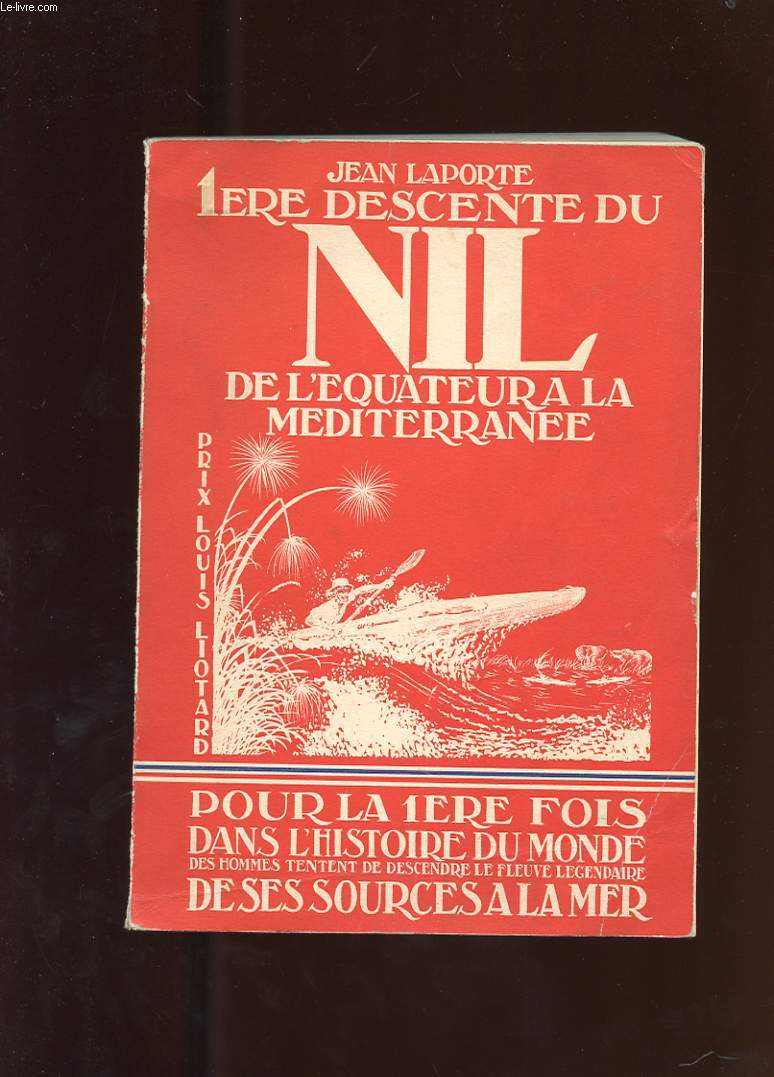 Le-livre.com
JEAN LAPORTE
1ERE DESCENTE DU
NIL
DE L'EQUATEUR A LA
MEDITERRANEE
PRIX LOUIS LIOTARD
POUR LA 1ERE FOIS
DANS L'HISTOIRE DU MONDE
DES HOMMES TENTENT DE DESCENDRE LE FLEUVE LEGENDAIRE
DE SES SOURCES A LA MER